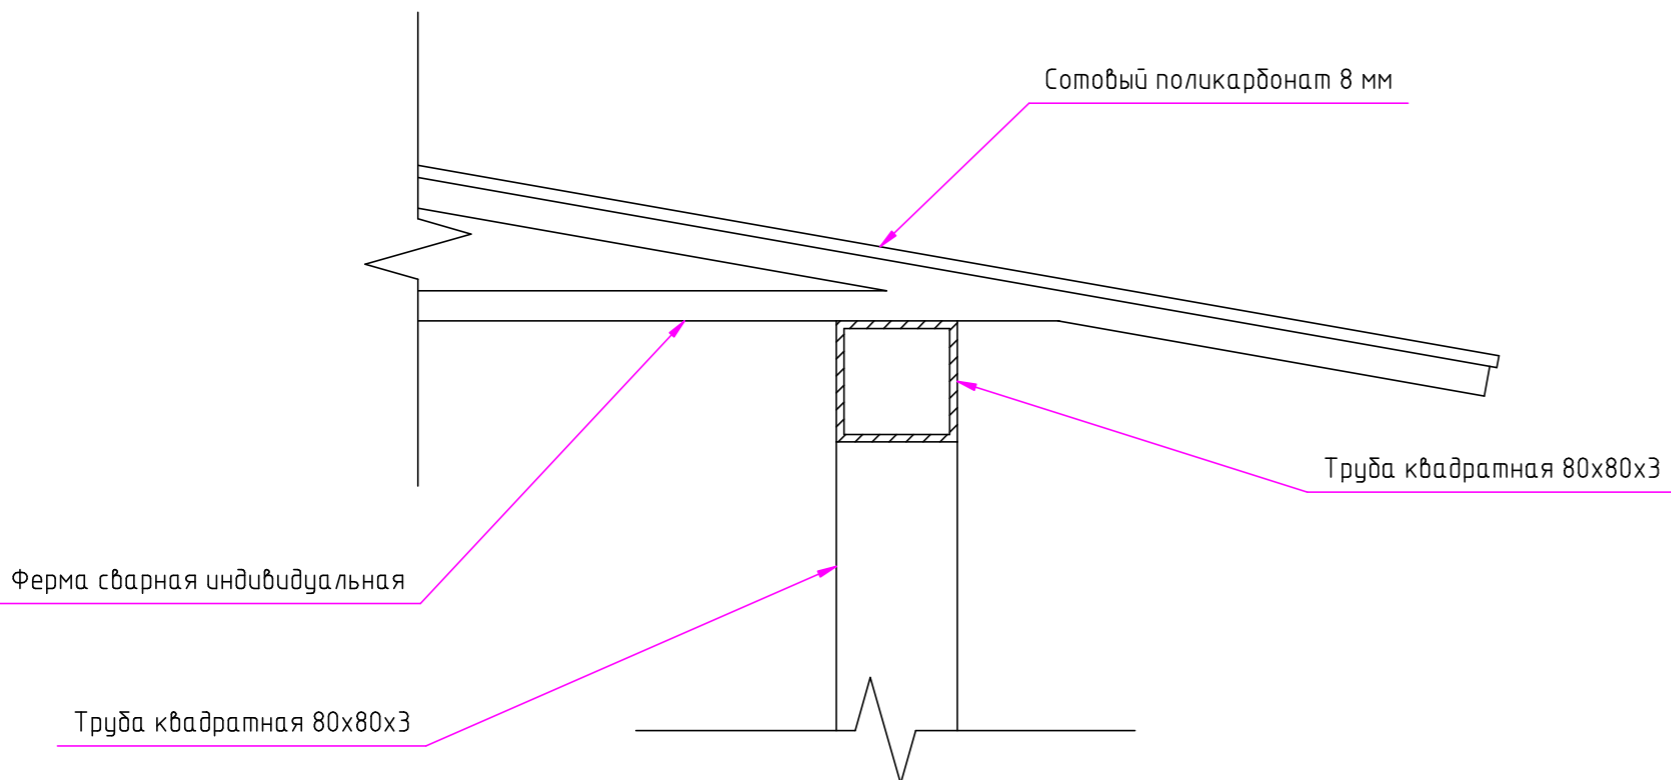 Сотовый поликарбонат 8 мм
Труба квадратная 80х80х3
Ферма сварная индивидуальная
Труба квадратная 80х80х3